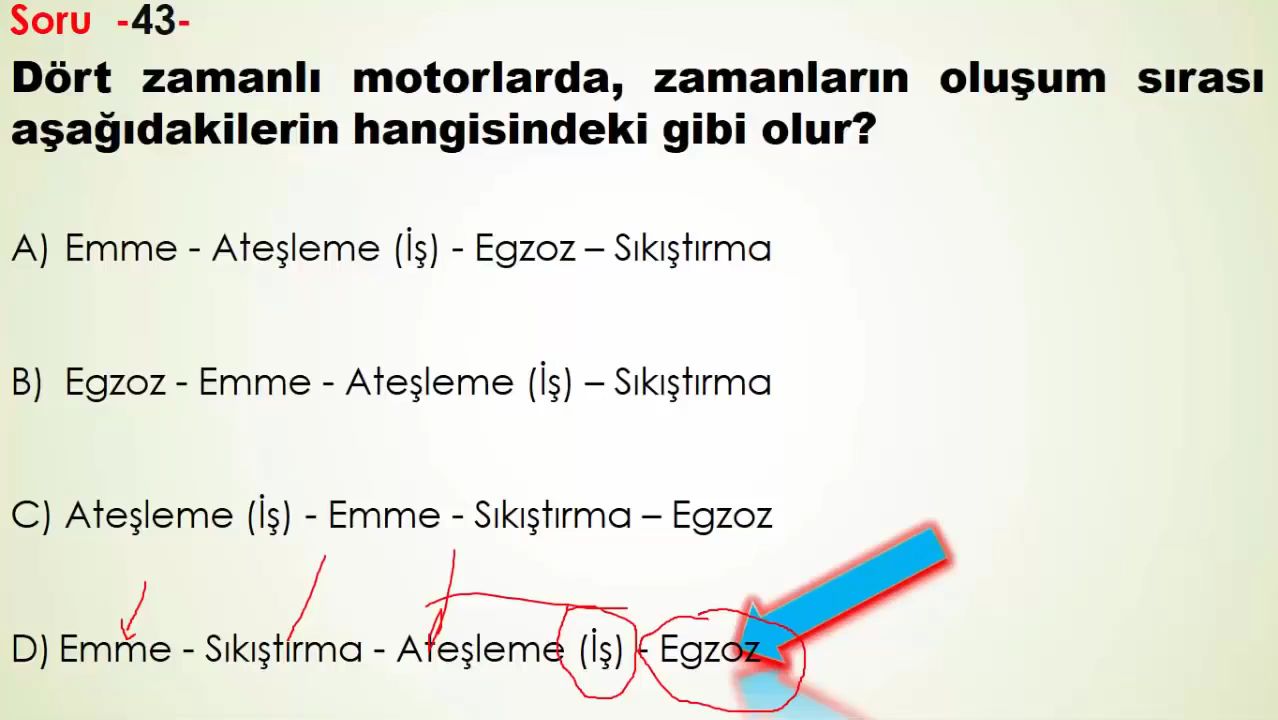 Soru -43-
Dört zamanlı motorlarda, zamanların oluşum sırası
aşağıdakilerin hangisindeki gibi olur?
A) Emme - Ateşleme (İş) - Egzoz – Sıkıştırma
B) Egzoz - Emme - Ateşleme (İş) – Sıkıştırma
C) Ateşleme (İş) - Emme - Sıkıştırma – Egzoz
D) Emme - Sıkıştırma - Ateşleme (İş) - Egzoz